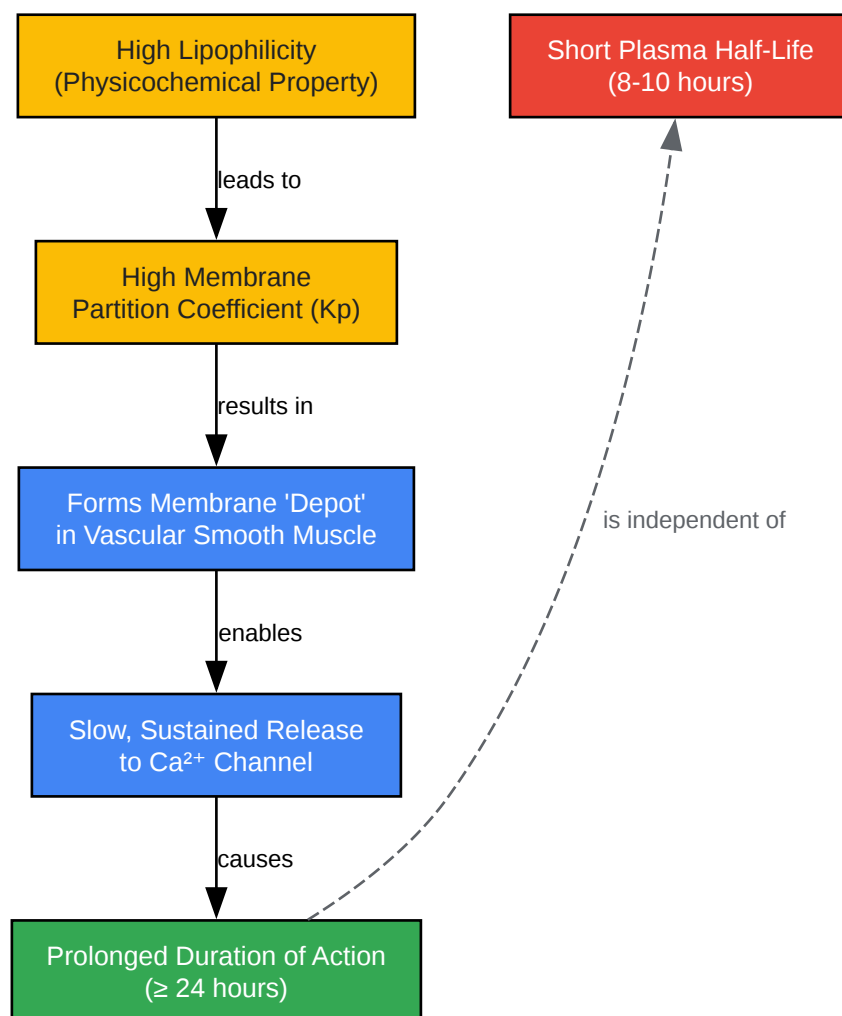 High Lipophilicity
(Physicochemical Property)
Short Plasma Half-Life
(8-10 hours)
leads to
High Membrane
Partition Coefficient (Kp)
results in
Forms Membrane 'Depot'
in Vascular Smooth Muscle
is independent of
enables
Slow, Sustained Release
to Ca²⁺ Channel
causes
Prolonged Duration of Action
(≥ 24 hours)